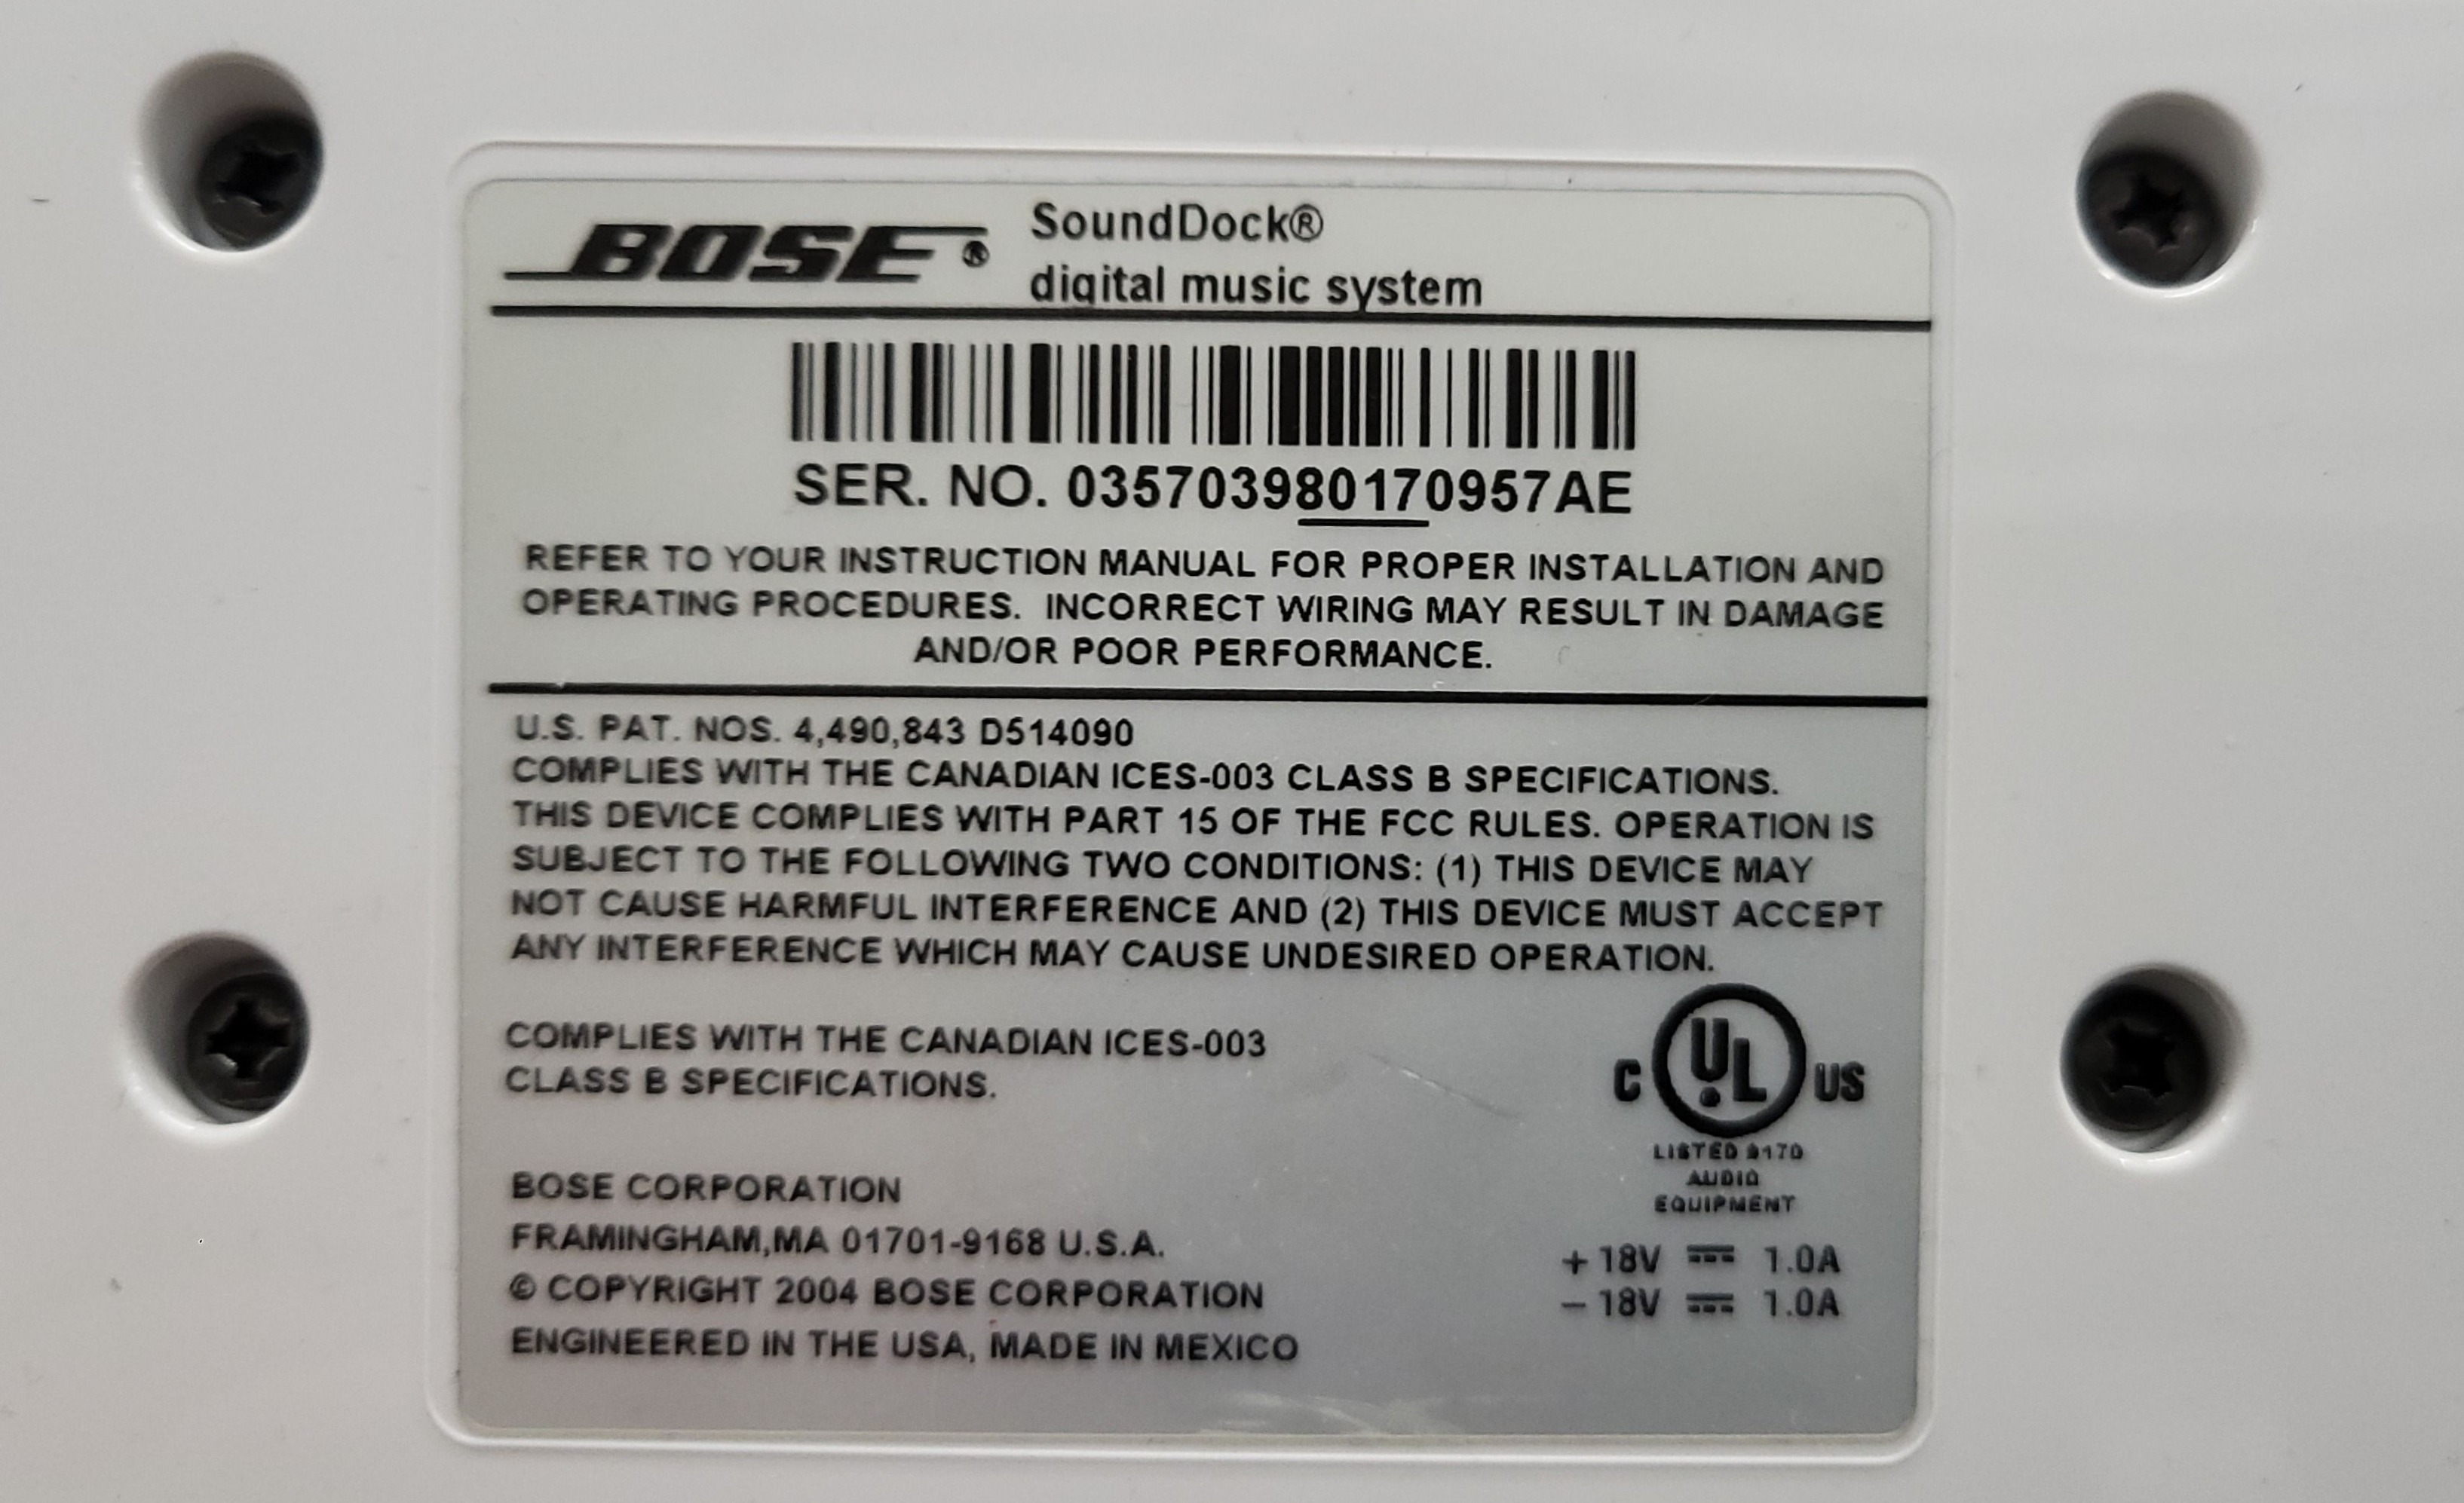 BOSE® SoundDock®
digital music system
SER. NO. 035703980170957AE
REFER TO YOUR INSTRUCTION MANUAL FOR PROPER INSTALLATION AND
OPERATING PROCEDURES. INCORRECT WIRING MAY RESULT IN DAMAGE
AND/OR POOR PERFORMANCE.
U.S. PAT. NOS. 4,490,843 D514090
COMPLIES WITH THE CANADIAN ICES-003 CLASS B SPECIFICATIONS.
THIS DEVICE COMPLIES WITH PART 15 OF THE FCC RULES. OPERATION IS
SUBJECT TO THE FOLLOWING TWO CONDITIONS: (1) THIS DEVICE MAY
NOT CAUSE HARMFUL INTERFERENCE AND (2) THIS DEVICE MUST ACCEPT
ANY INTERFERENCE WHICH MAY CAUSE UNDESIRED OPERATION.
COMPLIES WITH THE CANADIAN ICES-003
CLASS B SPECIFICATIONS.
C UL US
LISTED 9170
AUDIO
EQUIPMENT
BOSE CORPORATION
FRAMINGHAM,MA 01701-9168 U.S.A.
© COPYRIGHT 2004 BOSE CORPORATION
ENGINEERED IN THE USA, MADE IN MEXICO
+18V ⎓ 1.0A
−18V ⎓ 1.0A